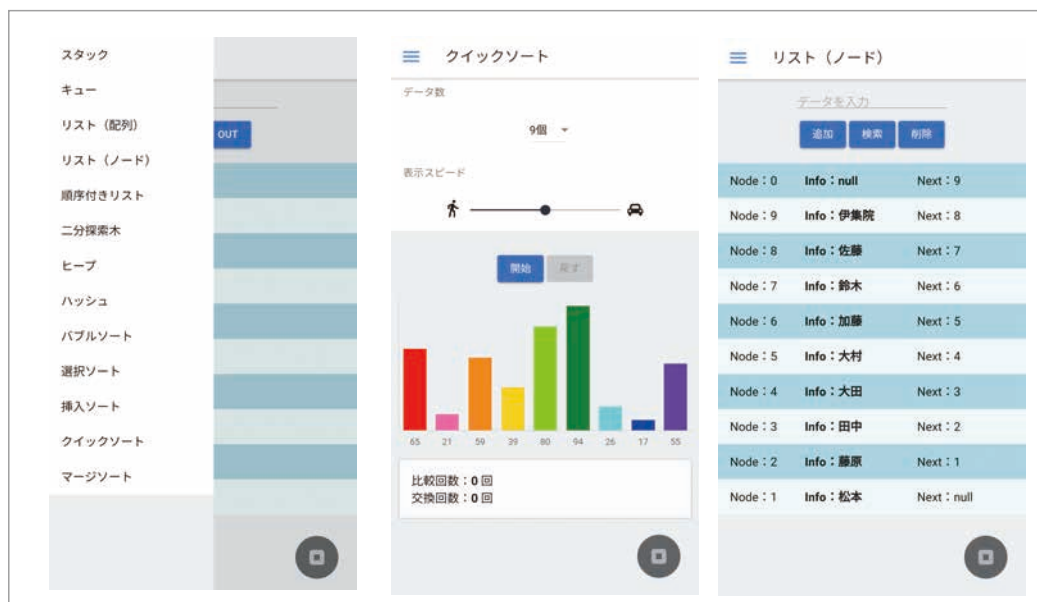 スタック
キュー
リスト（配列）
リスト（ノード）
順序付きリスト
二分探索木
ヒープ
ハッシュ
バブルソート
選択ソート
挿入ソート
クイックソート
マージソート
OUT
クイックソート
データ数
9個
表示スピード
開始 戻す
65 21 59 39 80 94 26 17 55
比較回数：0 回
交換回数：0 回
リスト（ノード）
データを入力
追加 検索 削除
Node：0 Info：null Next：9
Node：9 Info：伊集院 Next：8
Node：8 Info：佐藤 Next：7
Node：7 Info：鈴木 Next：6
Node：6 Info：加藤 Next：5
Node：5 Info：大村 Next：4
Node：4 Info：大田 Next：3
Node：3 Info：田中 Next：2
Node：2 Info：藤原 Next：1
Node：1 Info：松本 Next：null